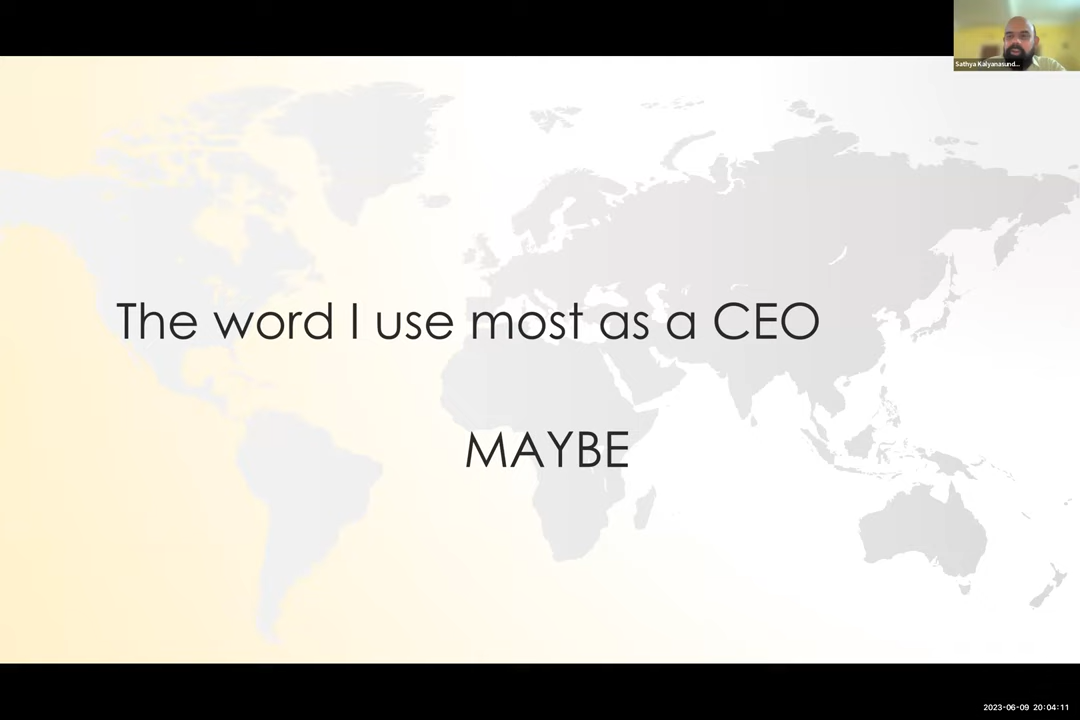 Sathya Kalyanasund...
The word I use most as a CEO
MAYBE
2023-06-09 20:04:11